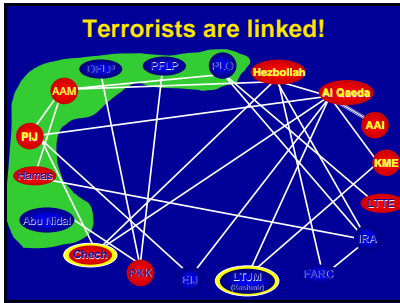 Terrorists are linked!
DFLP
PFLP
PLO
Hezbollah
AAM
Al Qaeda
AAI
PIJ
KME
Hamas
LTTE
Abu Nidal
IRA
Chech
PKK
EIJ
LTJM
(Kashmir)
FARC